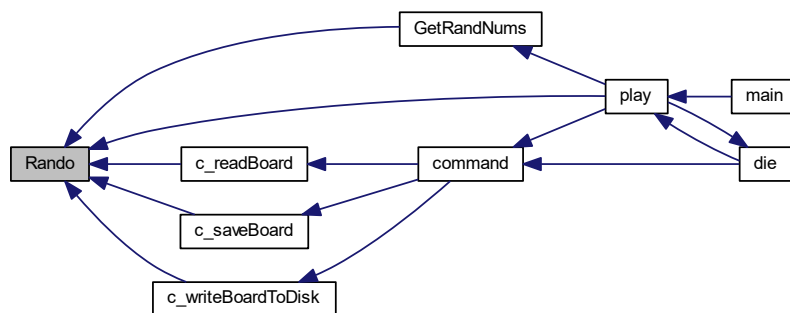 GetRandNums
play
main
Rando
c_readBoard
command
die
c_saveBoard
c_writeBoardToDisk